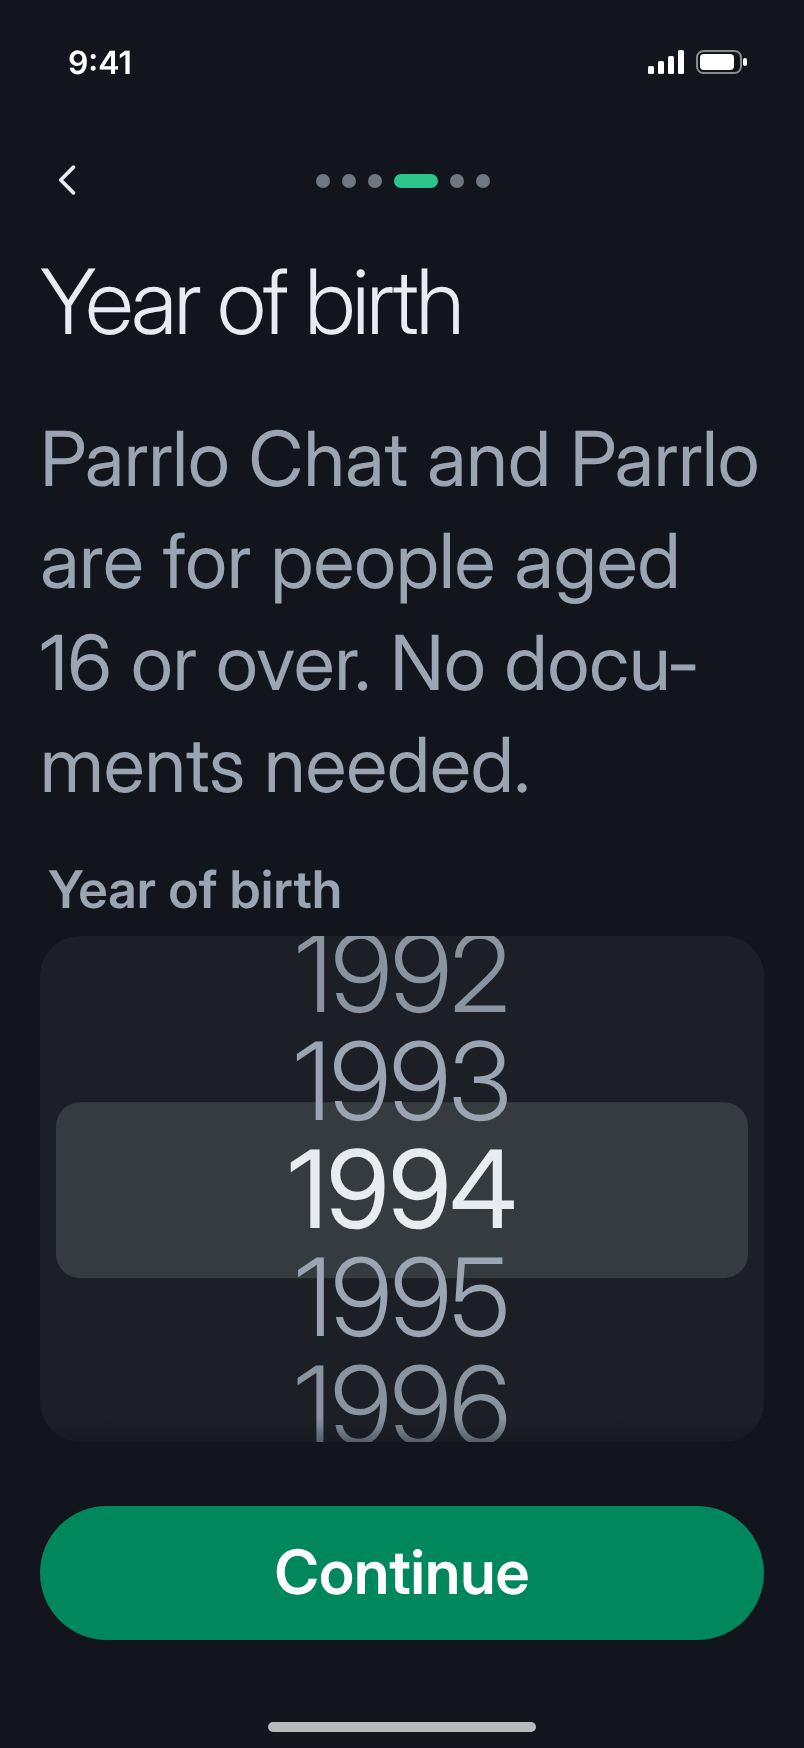 9:41
Year of birth
Parrlo Chat and Parrlo
are for people aged
16 or over. No docu-
ments needed.
Year of birth
1992
1993
1994
1995
1996
Continue